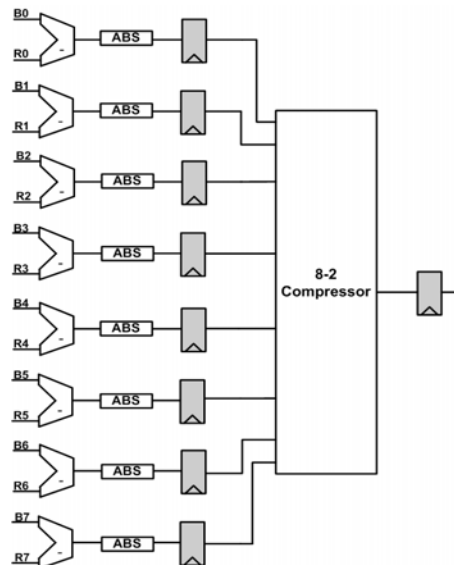 B0
ABS
-
R0
B1
ABS
-
R1
B2
ABS
-
R2
B3
ABS
-
R3
8-2
Compressor
B4
ABS
-
R4
B5
ABS
-
R5
B6
ABS
-
R6
B7
ABS
-
R7